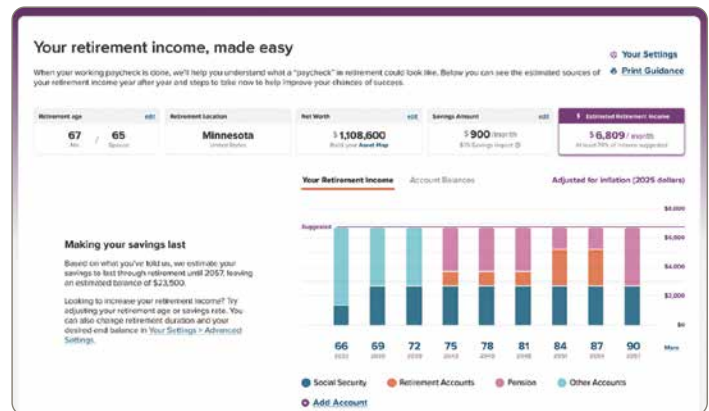 Your retirement income, made easy
Your Settings
Print Guidance
When your working paycheck is done, we'll help you understand what a "paycheck" in retirement could look like. Below you can see the estimated sources of
your retirement income year after year and steps to take now to help improve your chances of success.
Retirement age edit
67 / 65
Me Spouse
Retirement Location
Minnesota
United States
Net Worth edit
$1,108,600
Build your Asset Map
Savings Amount edit
$900/month
Estimated Retirement Income
$6,809/month
Your Retirement Income
Account Balances
Adjusted for inflation (2025 dollars)
Making your savings last
Based on what you've told us, we estimate your
savings to last through retirement until 2057, leaving
an estimated balance of $23,500.
Looking to increase your retirement income? Try
adjusting your retirement age or savings rate. You
can also change retirement duration and your
desired end balance in Your Settings > Advanced
Settings.
Suggested
$8,000
$4,000
$2,000
$0
66 69 72 75 78 81 84 87 90 More
Social Security
Retirement Accounts
Pension
Other Accounts
Add Account